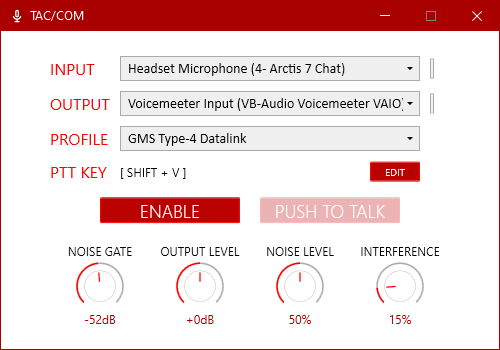 TAC/COM
INPUT Headset Microphone (4- Arctis 7 Chat)
OUTPUT Voicemeeter Input (VB-Audio Voicemeeter VAIO)
PROFILE GMS Type-4 Datalink
PTT KEY [ SHIFT + V ] EDIT
ENABLE PUSH TO TALK
NOISE GATE OUTPUT LEVEL NOISE LEVEL INTERFERENCE
-52dB +0dB 50% 15%